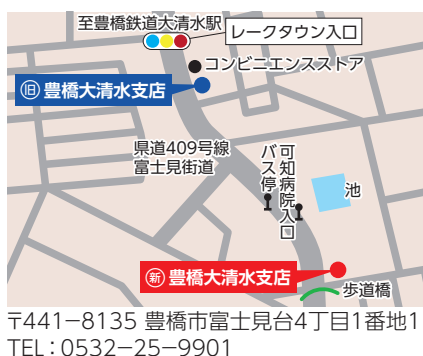 至豊橋鉄道大清水駅
レークタウン入口
コンビニエンスストア
旧 豊橋大清水支店
県道409号線
富士見街道
可知病院入口
バス停
池
新 豊橋大清水支店
歩道橋
〒441−8135 豊橋市富士見台4丁目1番地1
TEL：0532−25−9901